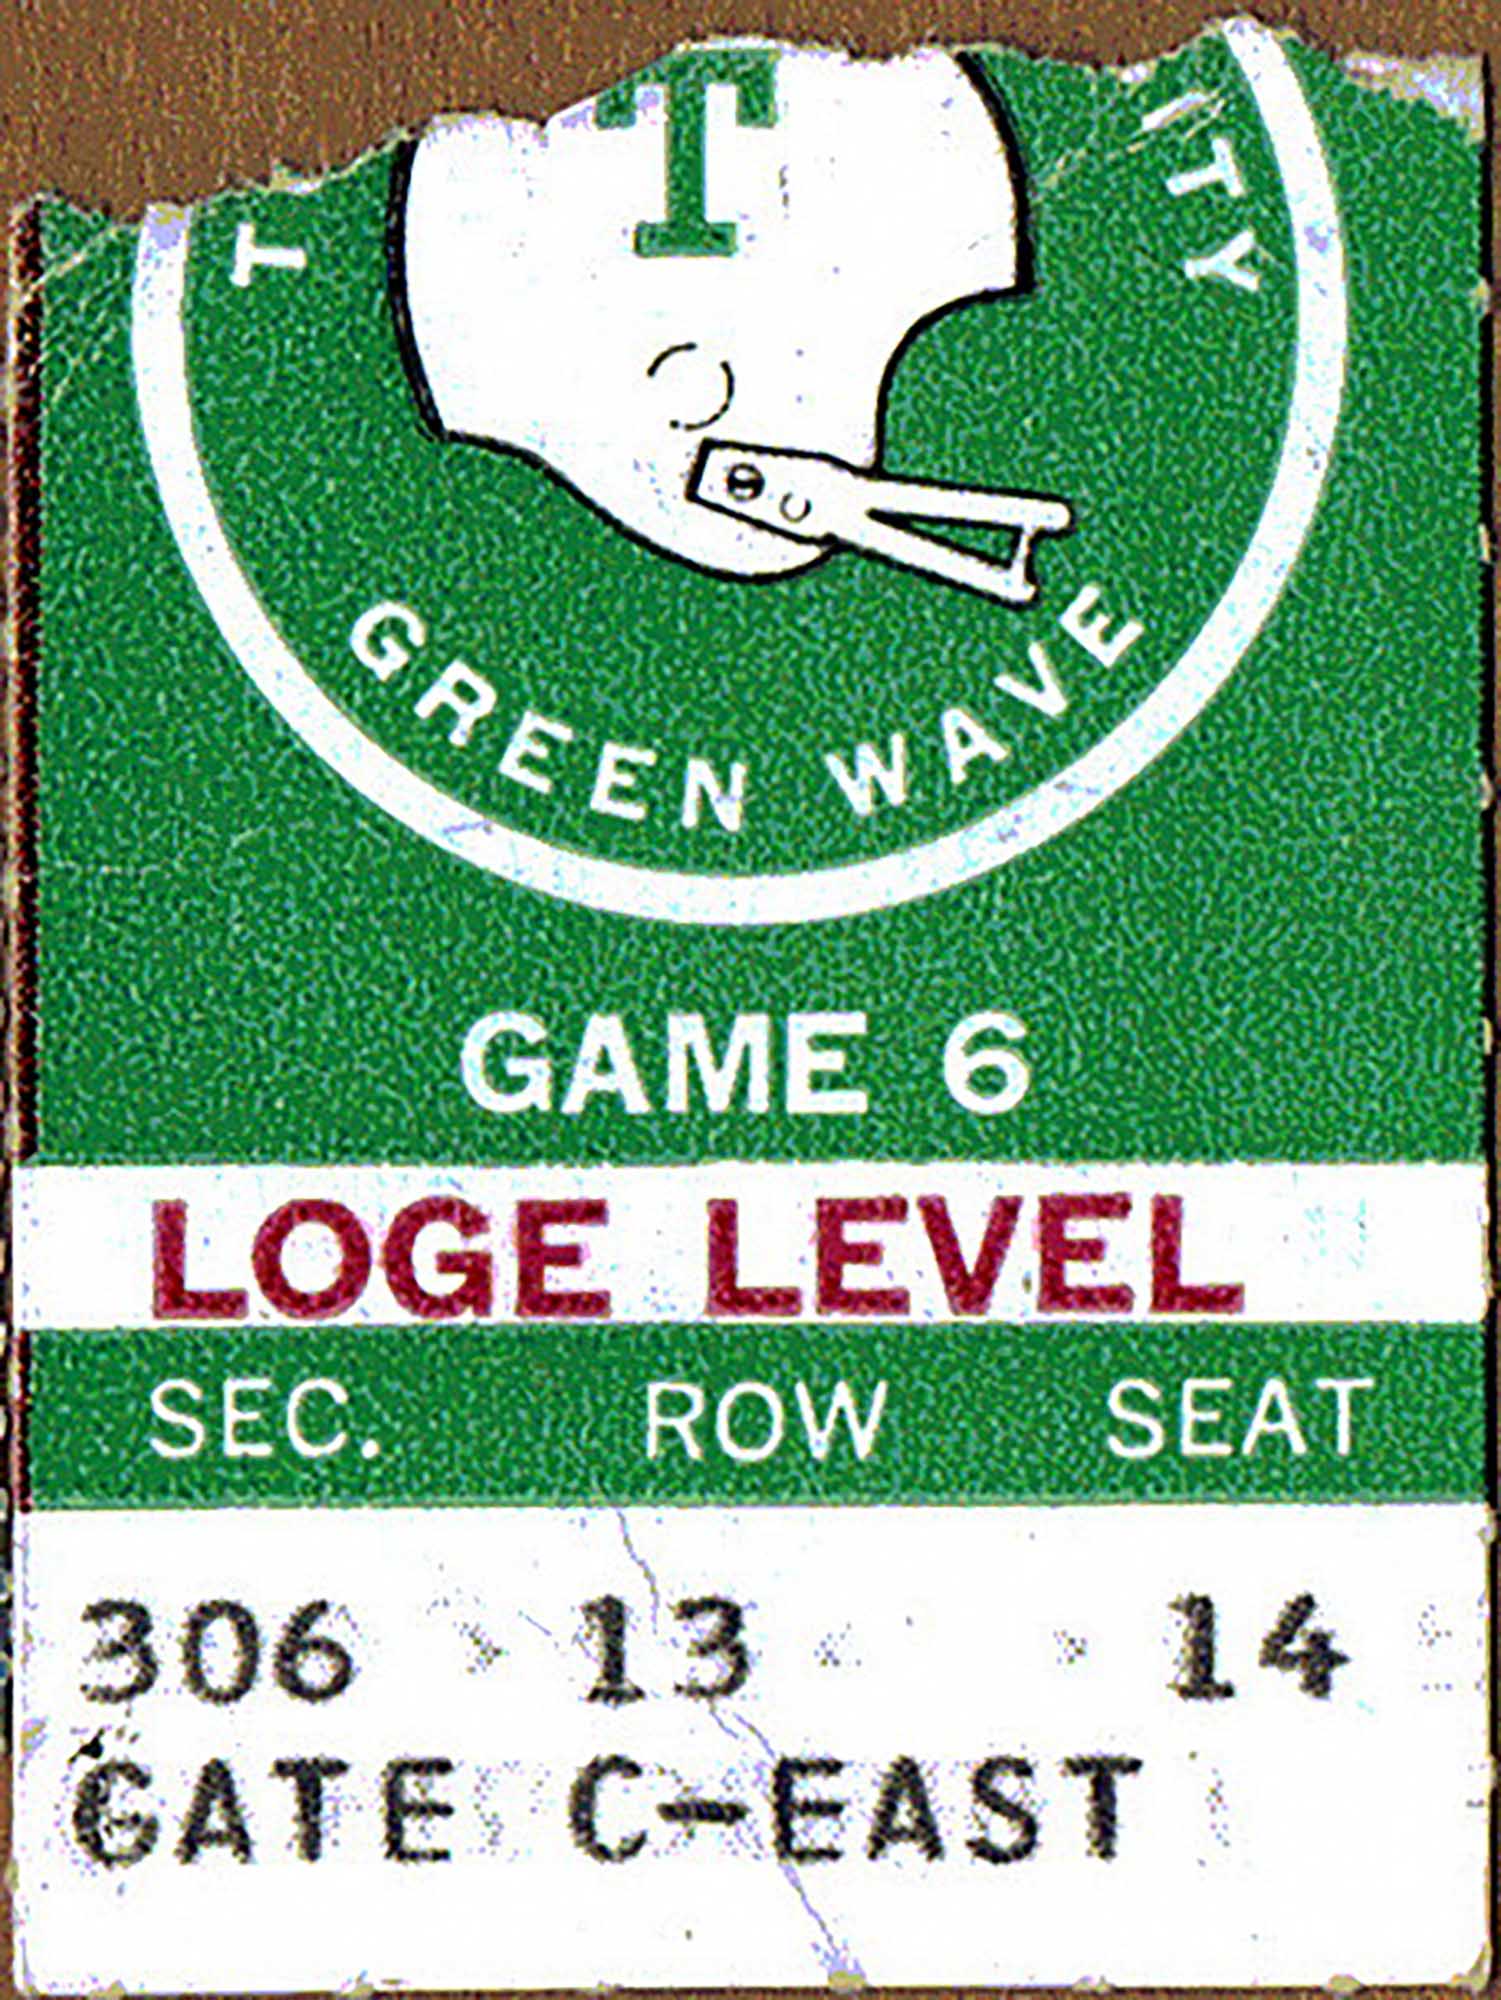 T
T ITY
GREEN WAVE
GAME 6
LOGE LEVEL
SEC. ROW SEAT
306 13 14
GATE C-EAST